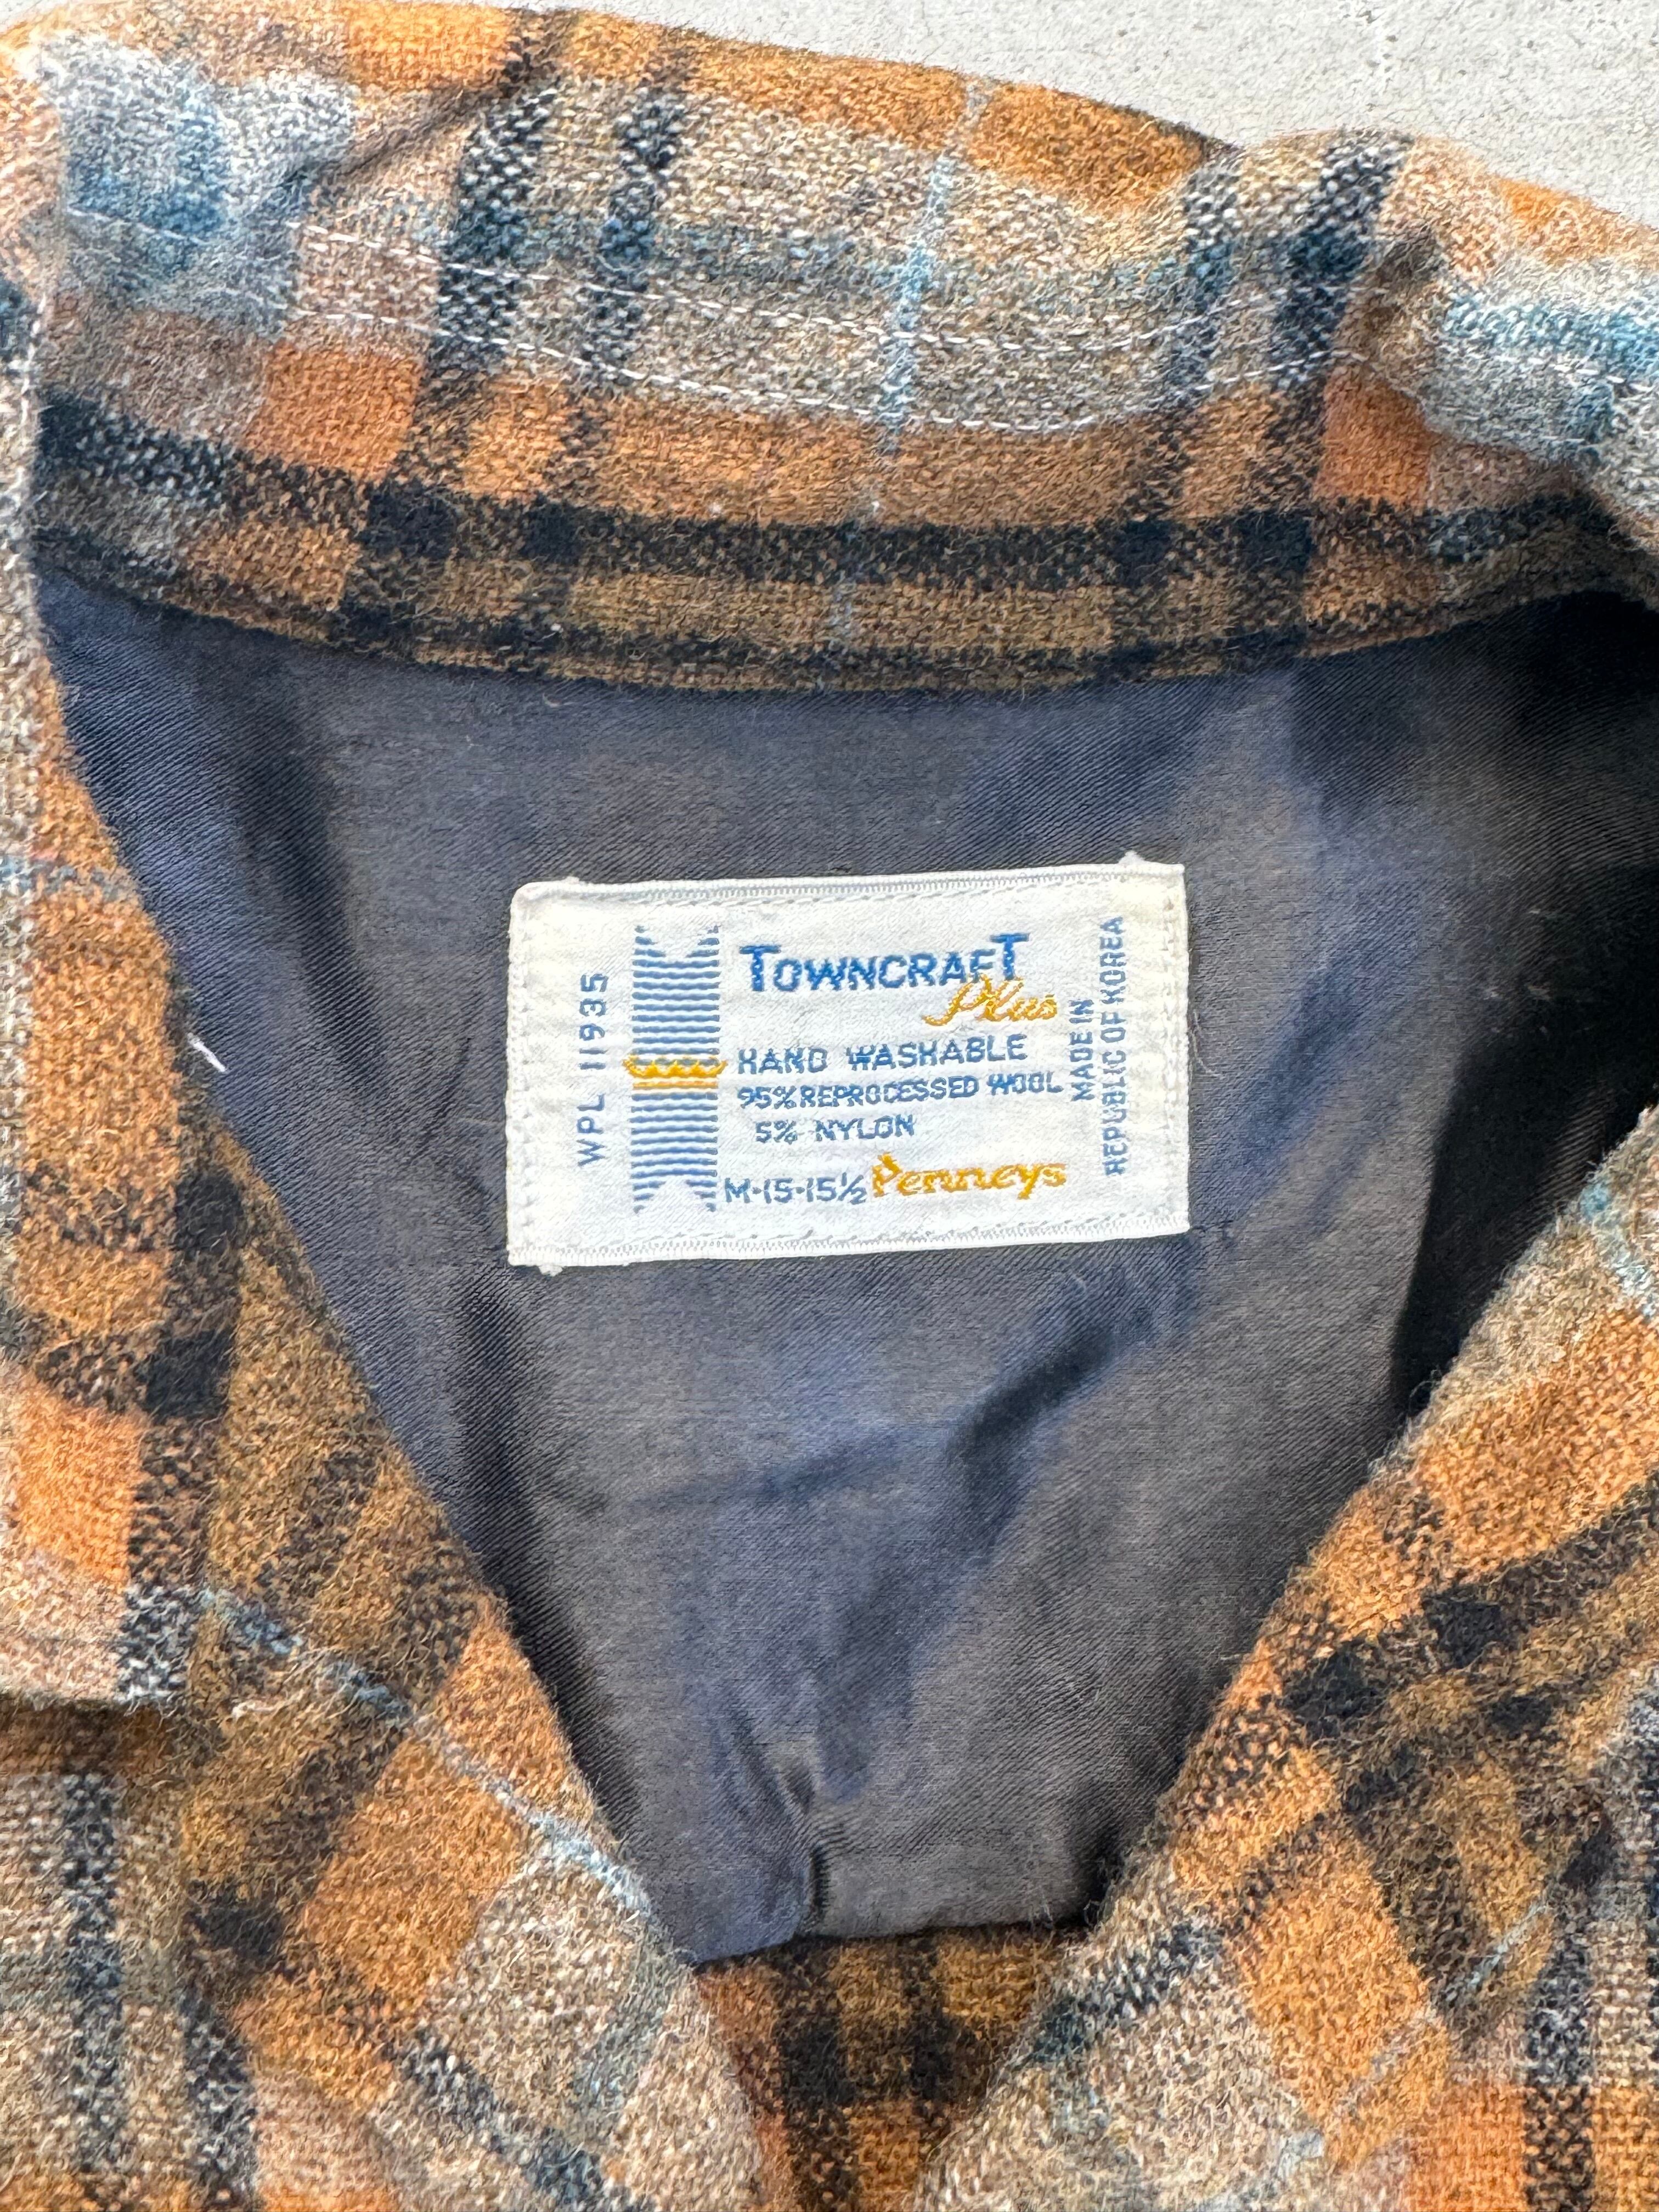 WPL 11935
TOWNCRAFT
Plus
HAND WASHABLE
95% REPROCESSED WOOL
5% NYLON
M-15-15½ Penneys
MADE IN
REPUBLIC OF KOREA